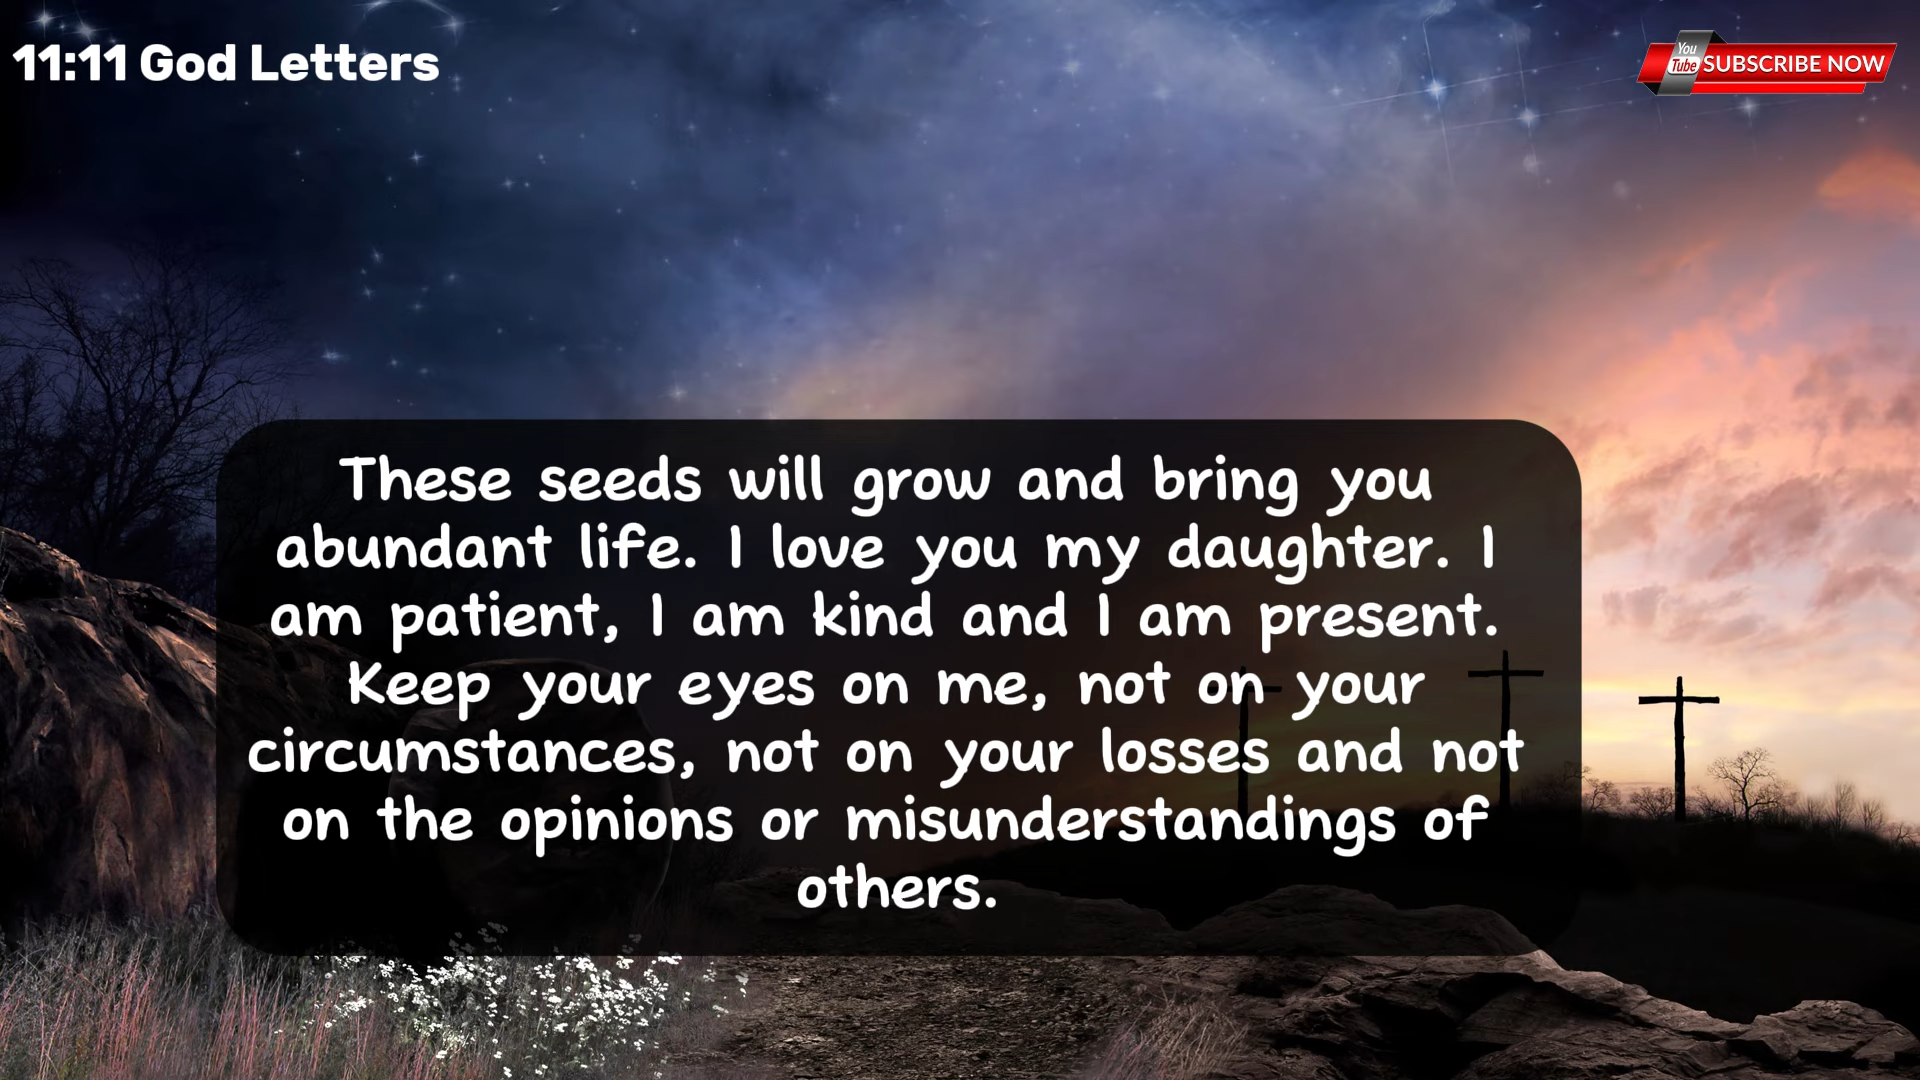 11:11 God Letters
You
Tube
SUBSCRIBE NOW
These seeds will grow and bring you
abundant life. I love you my daughter. I
am patient, I am kind and I am present.
Keep your eyes on me, not on your
circumstances, not on your losses and not
on the opinions or misunderstandings of
others.